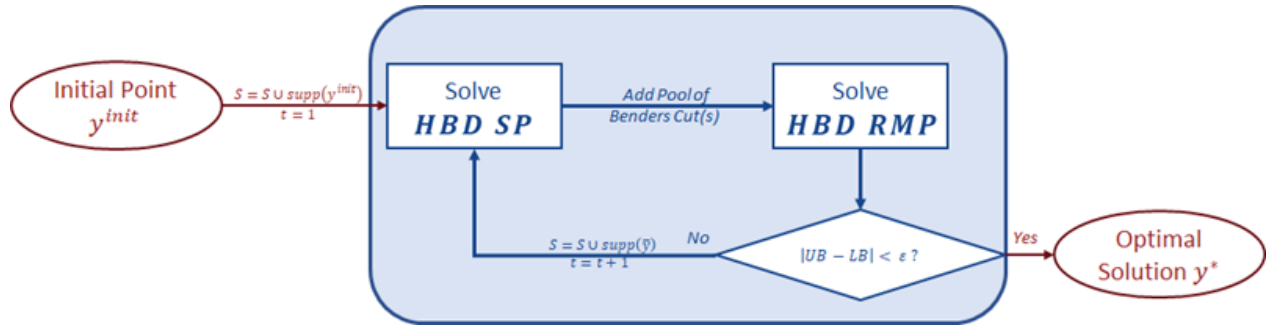 Initial Point
y^{init}
S = S ∪ supp(y^{init})
t = 1
Solve
HBD SP
Add Pool of
Benders Cut(s)
Solve
HBD RMP
|UB − LB| < ε ?
No
S = S ∪ supp(ȳ)
t = t + 1
Yes
Optimal
Solution y*